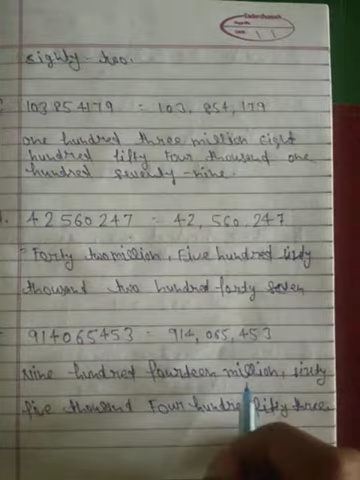 eighty-two.
103854179 = 103, 854, 179
one hundred three million eight
hundred fifty four thousand one
hundred seventy-nine.
42560247 = 42, 560, 247
= Forty two million, Five hundred sixty
thousand two hundred forty seven
914065453 = 914, 065, 453
Nine hundred fourteen million, sixty
five thousand Four hundred fifty three